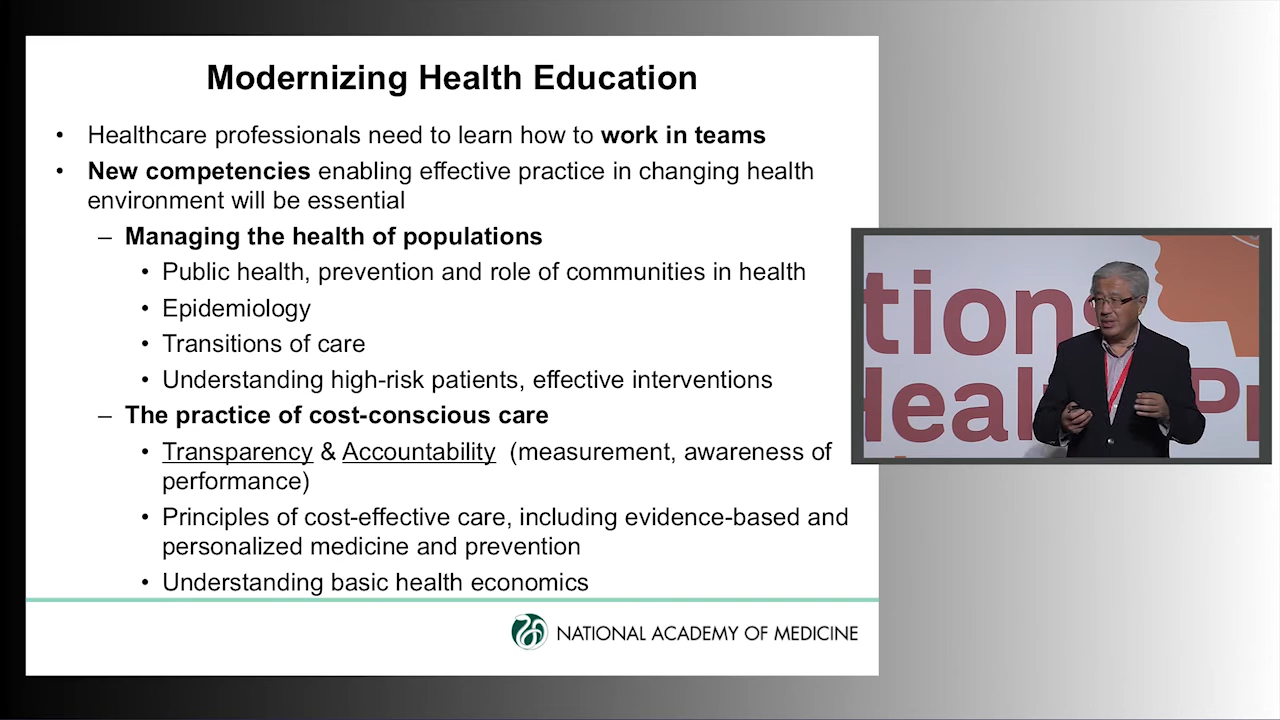 Modernizing Health Education
• Healthcare professionals need to learn how to work in teams
• New competencies enabling effective practice in changing health
environment will be essential
– Managing the health of populations
• Public health, prevention and role of communities in health
• Epidemiology
• Transitions of care
• Understanding high-risk patients, effective interventions
– The practice of cost-conscious care
• Transparency & Accountability (measurement, awareness of
performance)
• Principles of cost-effective care, including evidence-based and
personalized medicine and prevention
• Understanding basic health economics
NATIONAL ACADEMY OF MEDICINE
tions
Heal Pr